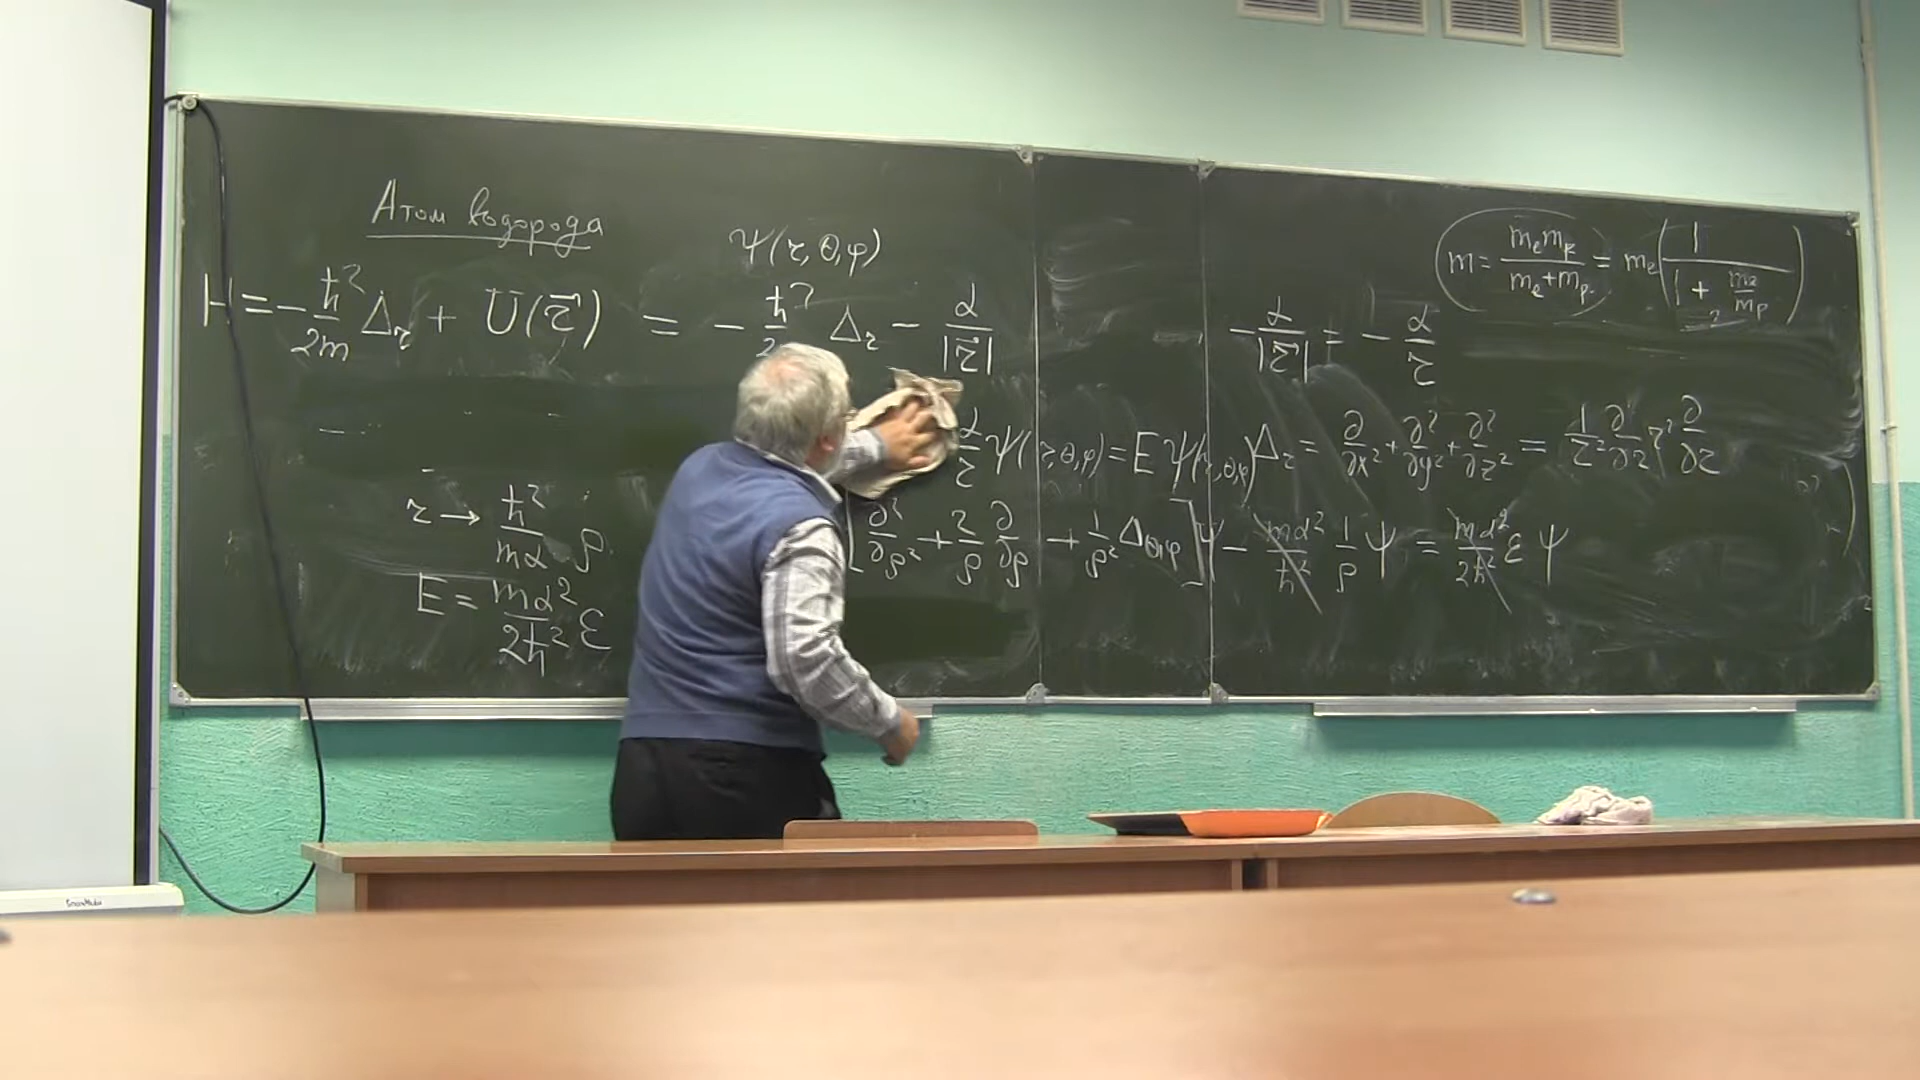 Атом водорода
ψ(r, θ, φ)
H = - ħ²/2m Δr + U(r⃗) = - ħ²/2 Δr - α/|r⃗|
m = mₑmₚ/(mₑ+mₚ) = mₑ(1/(1 + mₑ/mₚ))
- α/|r⃗| = - α/r
α/r ψ(r, θ, φ) = E ψ(r, θ, φ)
Δr = ∂/∂x² + ∂²/∂y² + ∂²/∂z² = 1/r² ∂/∂r r² ∂/∂r
r → ħ²/mα ρ
[∂²/∂ρ² + 2/ρ ∂/∂ρ + 1/ρ² Δθ,φ]ψ - mα²/ħ² 1/ρ ψ = mα²/2ħ² ε ψ
E = mα²/2ħ² ε